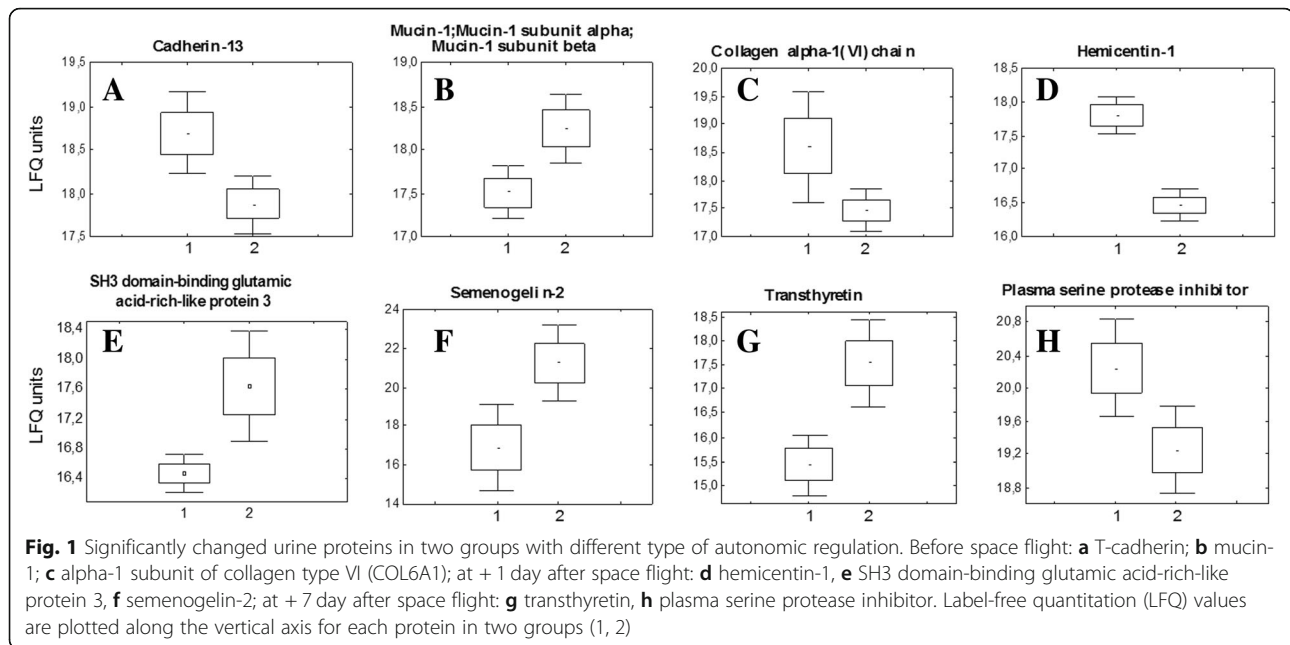 Cadherin-13
A
LFQ units
19,5
19,0
18,5
18,0
17,5
1 2
Mucin-1;Mucin-1 subunit alpha;
Mucin-1 subunit beta
B
19,0
18,5
18,0
17,5
17,0
1 2
Collagen alpha-1(VI) chain
C
20,0
19,5
19,0
18,5
18,0
17,5
17,0
1 2
Hemicentin-1
D
18,5
18,0
17,5
17,0
16,5
16,0
1 2
SH3 domain-binding glutamic
acid-rich-like protein 3
E
LFQ units
18,4
18,0
17,6
17,2
16,8
16,4
1 2
Semenogelin-2
F
24
22
20
18
16
14
1 2
Transthyretin
G
18,5
18,0
17,5
17,0
16,5
16,0
15,5
15,0
1 2
Plasma serine protease inhibitor
H
20,8
20,4
20,0
19,6
19,2
18,8
1 2
Fig. 1 Significantly changed urine proteins in two groups with different type of autonomic regulation. Before space flight: a T-cadherin; b mucin-
1; c alpha-1 subunit of collagen type VI (COL6A1); at + 1 day after space flight: d hemicentin-1, e SH3 domain-binding glutamic acid-rich-like
protein 3, f semenogelin-2; at + 7 day after space flight: g transthyretin, h plasma serine protease inhibitor. Label-free quantitation (LFQ) values
are plotted along the vertical axis for each protein in two groups (1, 2)